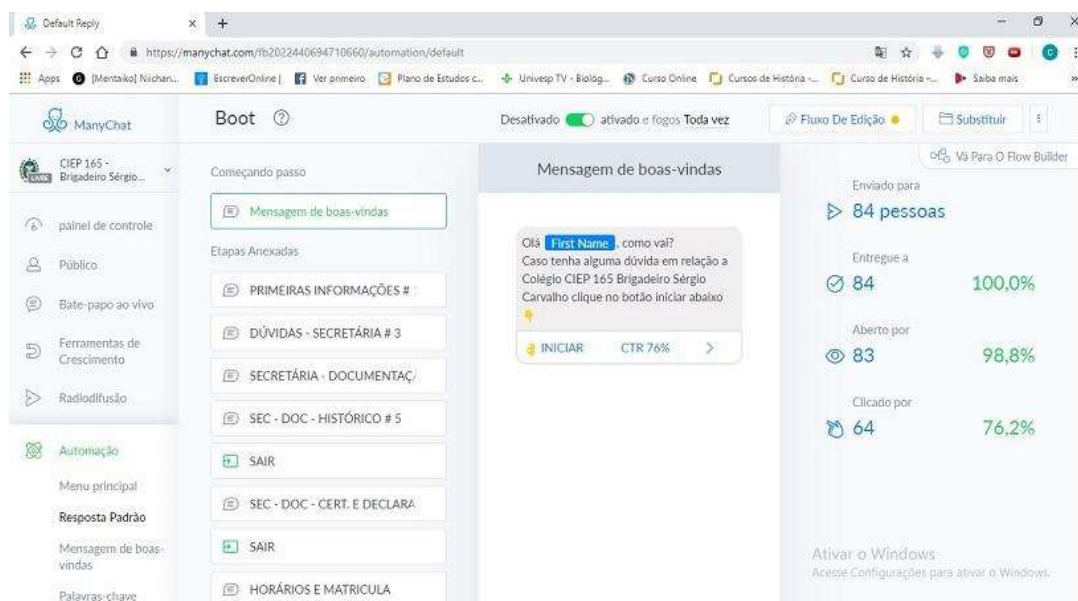 Default Reply
https://manychat.com/fb2022440694710660/automation/default
Apps
[Mentaiko] Nichan...
EscreverOnline |
Ver primeiro
Plano de Estudos c...
Univesp TV - Biolog...
Curso Online
Cursos de História -...
Curso de História -...
Saiba mais
ManyChat
Boot
Desativado ativado e fogos Toda vez
Fluxo De Edição
Substituir
Vá Para O Flow Builder
CIEP 165 -
Brigadeiro Sérgio...
painel de controle
Público
Bate-papo ao vivo
Ferramentas de
Crescimento
Radiodifusão
Automação
Menu principal
Resposta Padrão
Mensagem de boas-
vindas
Palavras-chave
Começando passo
Mensagem de boas-vindas
Etapas Anexadas
PRIMEIRAS INFORMAÇÕES #
DÚVIDAS - SECRETÁRIA # 3
SECRETÁRIA - DOCUMENTAÇ
SEC - DOC - HISTÓRICO # 5
SAIR
SEC - DOC - CERT. E DECLARA
SAIR
HORÁRIOS E MATRICULA
Mensagem de boas-vindas
Olá First Name , como vai?
Caso tenha alguma dúvida em relação a
Colégio CIEP 165 Brigadeiro Sérgio
Carvalho clique no botão iniciar abaixo
INICIAR CTR 76%
Enviado para
84 pessoas
Entregue a
84 100,0%
Aberto por
83 98,8%
Clicado por
64 76,2%
Ativar o Windows
Acesse Configurações para ativar o Windows.